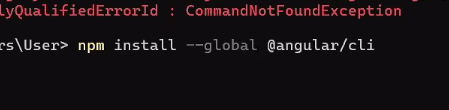 lyQualifiedErrorId : CommandNotFoundException
rs\User> npm install --global @angular/cli